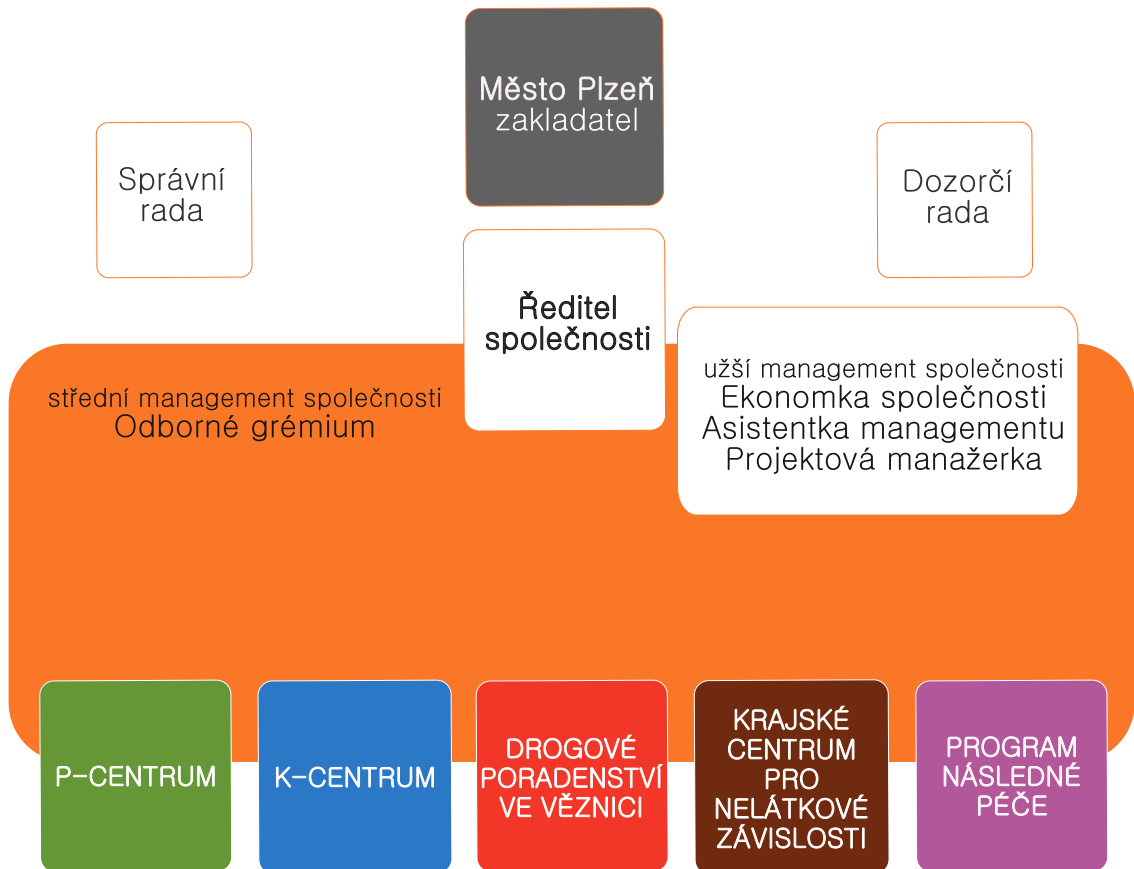 Město Plzeň
zakladatel
Správní
rada
Dozorčí
rada
Ředitel
společnosti
střední management společnosti
Odborné grémium
užší management společnosti
Ekonomka společnosti
Asistentka managementu
Projektová manažerka
P-CENTRUM
K-CENTRUM
DROGOVÉ
PORADENSTVÍ
VE VĚZNICI
KRAJSKÉ
CENTRUM
PRO
NELÁTKOVÉ
ZÁVISLOSTI
PROGRAM
NÁSLEDNÉ
PÉČE